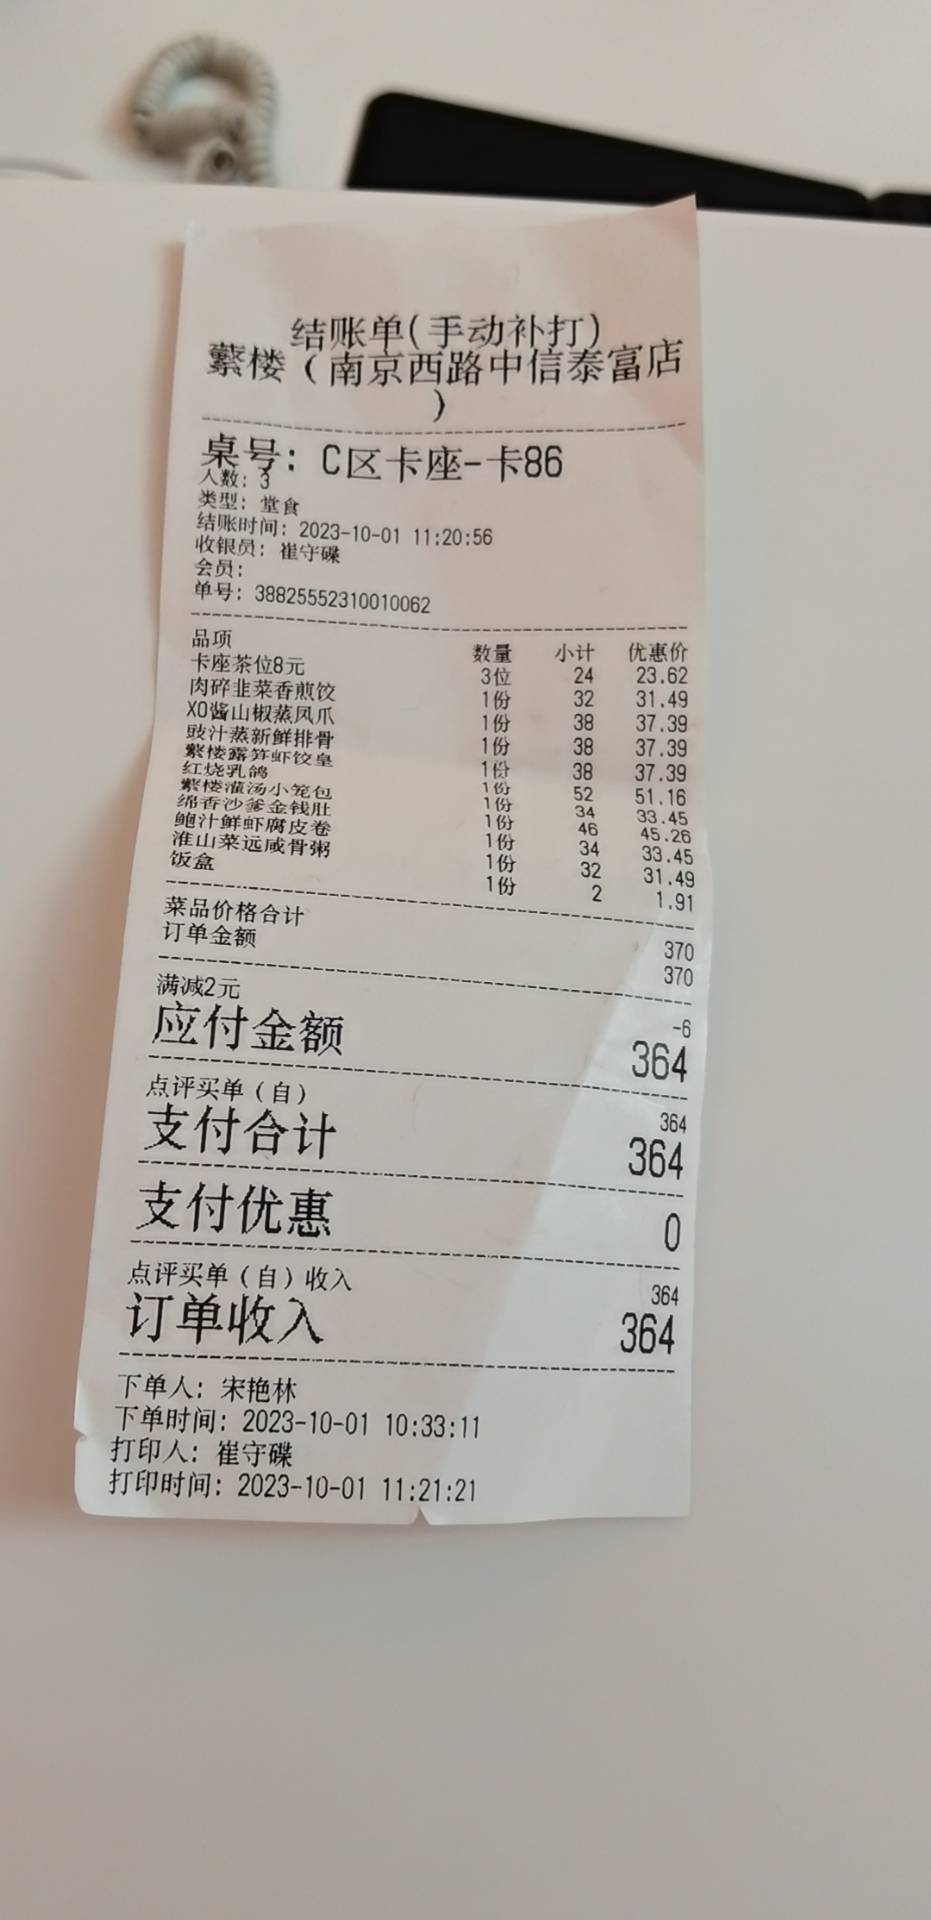 结账单(手动补打)
蘩楼（南京西路中信泰富店
）
桌号: C区卡座-卡86
人数: 3
类型: 堂食
结账时间: 2023-10-01 11:20:56
收银员: 崔守碟
会员:
单号: 38825552310010062
品项 数量 小计 优惠价
卡座茶位8元 3位 24 23.62
肉碎韭菜香煎饺 1份 32 31.49
XO酱山椒蒸凤爪 1份 38 37.39
豉汁蒸新鲜排骨 1份 38 37.39
蘩楼露笋虾饺皇 1份 38 37.39
红烧乳鸽 1份 52 51.16
蘩楼灌汤小笼包 1份 34 33.45
绵香沙爹金钱肚 1份 46 45.26
鲍汁鲜虾腐皮卷 1份 34 33.45
淮山菜远咸骨粥 1份 32 31.49
饭盒 1份 2 1.91
菜品价格合计 370
订单金额 370
满减2元 -6
应付金额 364
点评买单（自） 364
支付合计 364
支付优惠 0
点评买单（自）收入 364
订单收入 364
下单人: 宋艳林
下单时间: 2023-10-01 10:33:11
打印人: 崔守碟
打印时间: 2023-10-01 11:21:21